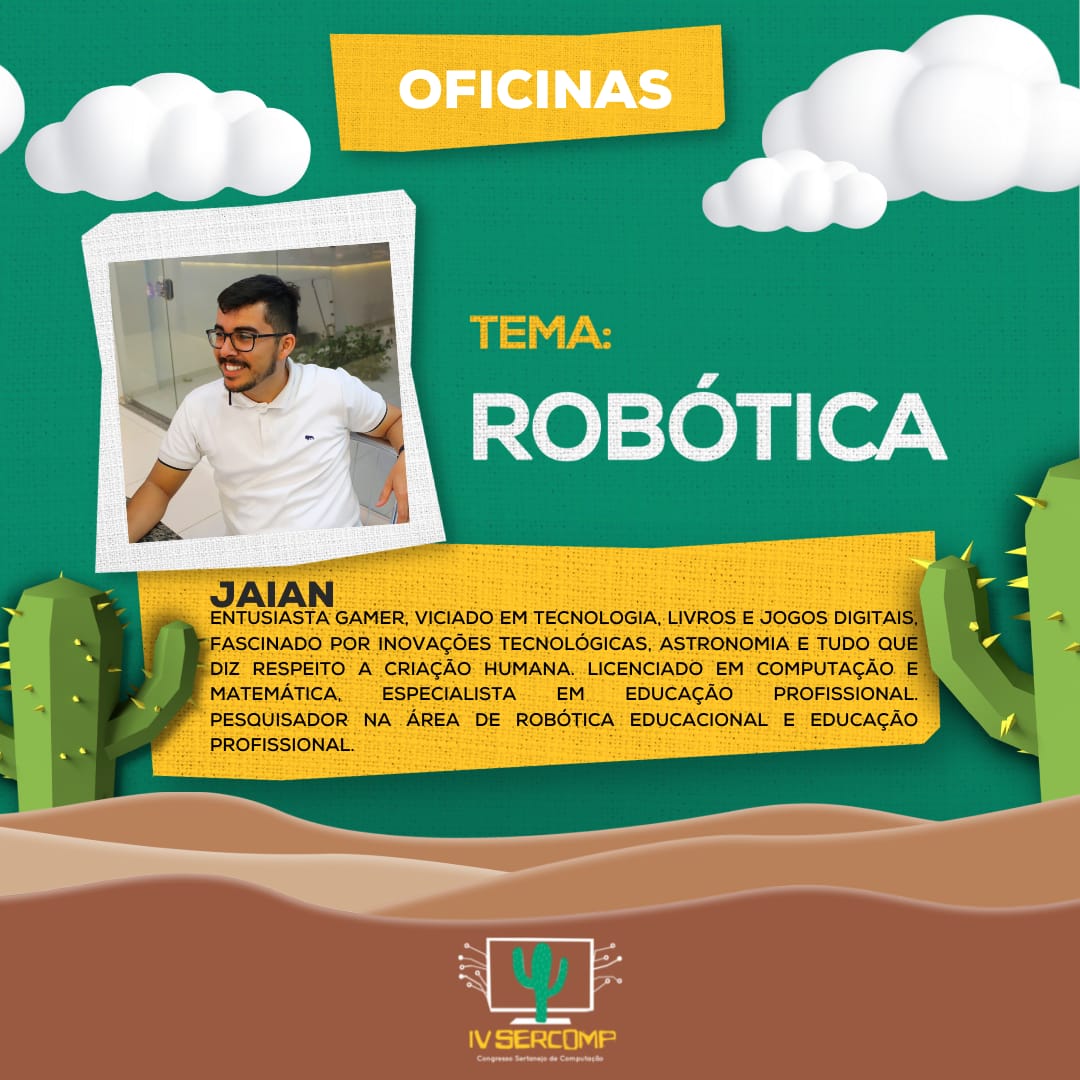 OFICINAS
TEMA:
ROBÓTICA
JAIAN
ENTUSIASTA GAMER, VICIADO EM TECNOLOGIA, LIVROS E JOGOS DIGITAIS,
FASCINADO POR INOVAÇÕES TECNOLÓGICAS, ASTRONOMIA E TUDO QUE
DIZ RESPEITO A CRIAÇÃO HUMANA. LICENCIADO EM COMPUTAÇÃO E
MATEMÁTICA, ESPECIALISTA EM EDUCAÇÃO PROFISSIONAL.
PESQUISADOR NA ÁREA DE ROBÓTICA EDUCACIONAL E EDUCAÇÃO
PROFISSIONAL.
IV SERCOMP
Congresso Sertanejo de Computação